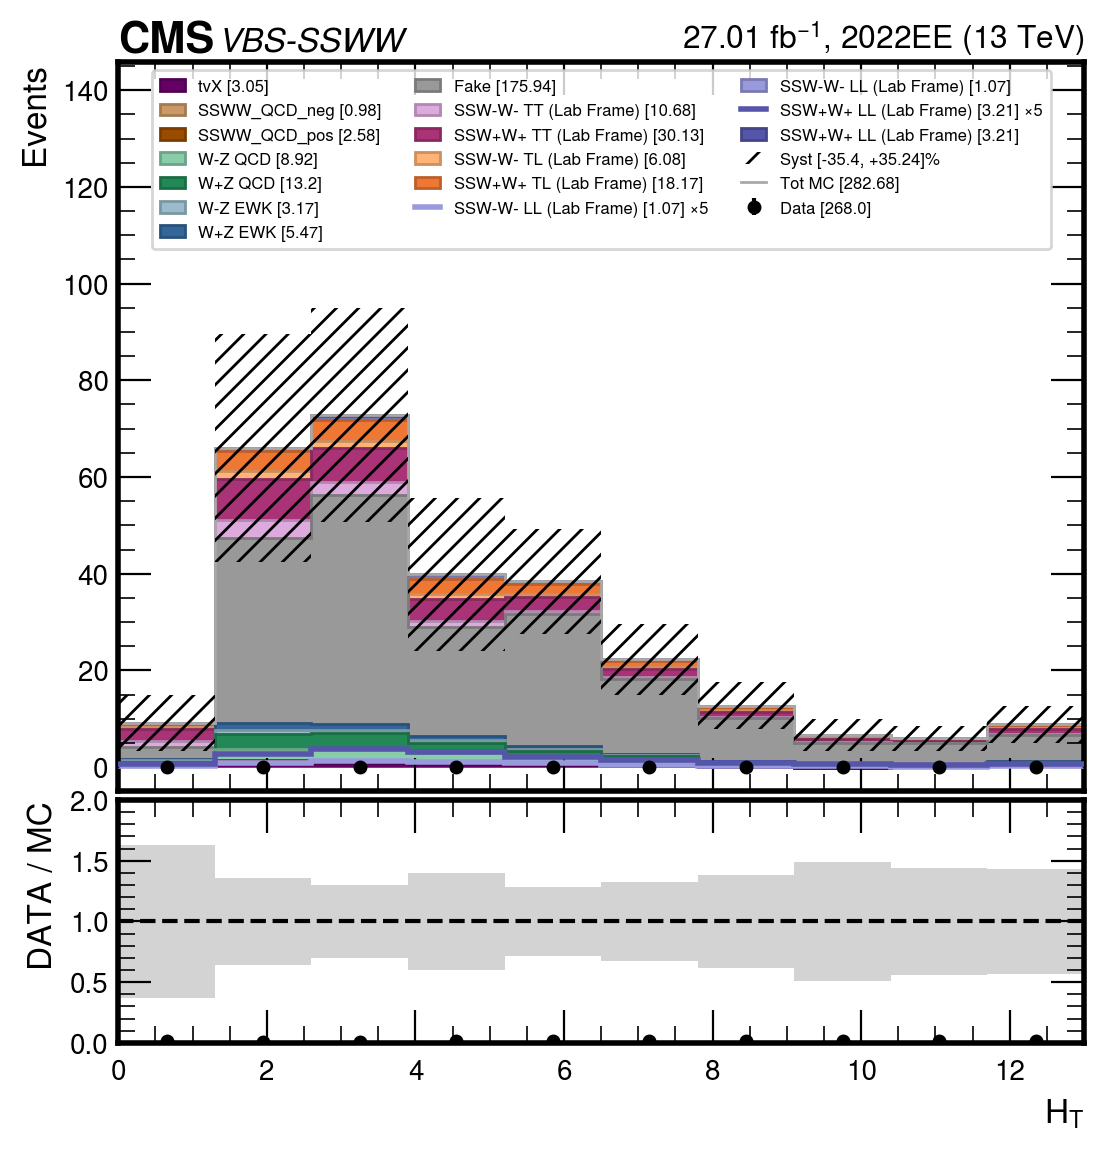 CMS VBS-SSWW 27.01 fb⁻¹, 2022EE (13 TeV)
Events
140
120
100
80
60
40
20
0
tvX [3.05]
SSWW_QCD_neg [0.98]
SSWW_QCD_pos [2.58]
W-Z QCD [8.92]
W+Z QCD [13.2]
W-Z EWK [3.17]
W+Z EWK [5.47]
Fake [175.94]
SSW-W- TT (Lab Frame) [10.68]
SSW+W+ TT (Lab Frame) [30.13]
SSW-W- TL (Lab Frame) [6.08]
SSW+W+ TL (Lab Frame) [18.17]
SSW-W- LL (Lab Frame) [1.07] ×5
SSW-W- LL (Lab Frame) [1.07]
SSW+W+ LL (Lab Frame) [3.21] ×5
SSW+W+ LL (Lab Frame) [3.21]
Syst [-35.4, +35.24]%
Tot MC [282.68]
Data [268.0]
DATA / MC
2.0
1.5
1.0
0.5
0.0
0 2 4 6 8 10 12
H_T